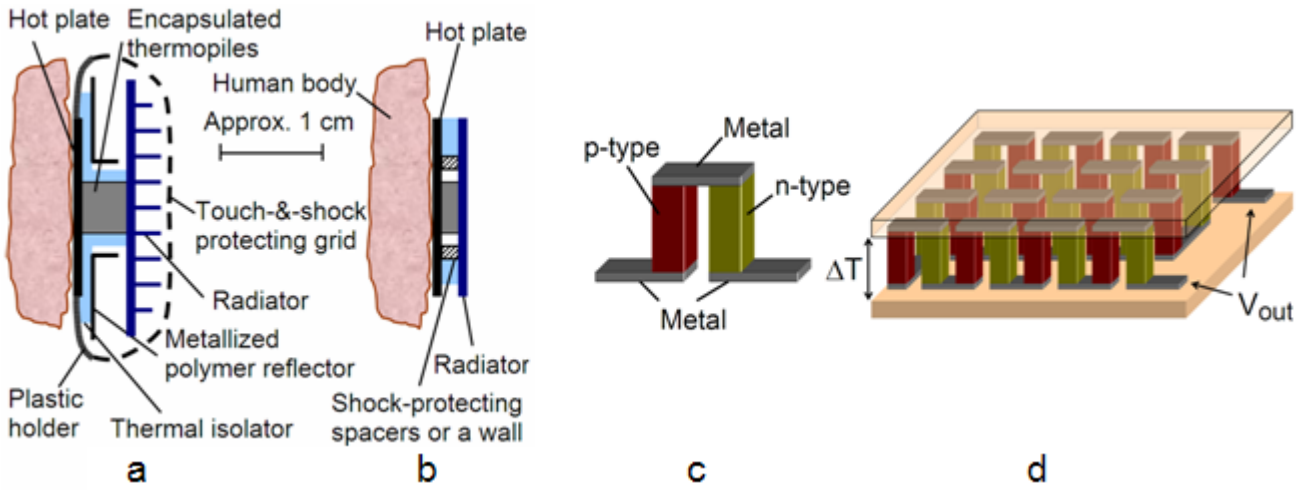 Hot plate
Encapsulated
thermopiles
Human body
Approx. 1 cm
Touch-&-shock
protecting grid
Radiator
Metallized
polymer reflector
Plastic
holder
Thermal isolator
a
Hot plate
Radiator
Shock-protecting
spacers or a wall
b
Metal
p-type
n-type
Metal
c
ΔT
Vout
d